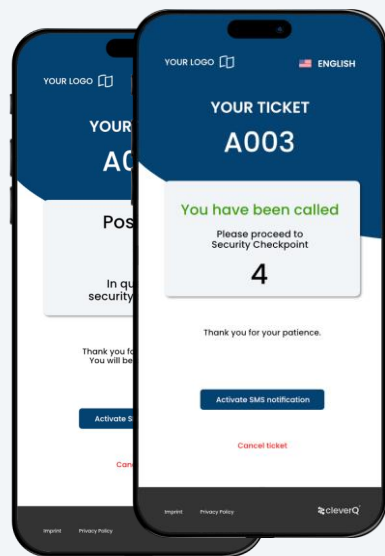 YOUR LOGO
YOUR
Pos
In qu
security
Thank you fo
You will be
Activate S
Can
Imprint Privacy Policy
YOUR LOGO ENGLISH
YOUR TICKET
A003
You have been called
Please proceed to
Security Checkpoint
4
Thank you for your patience.
Activate SMS notification
Cancel ticket
Imprint Privacy Policy cleverQ